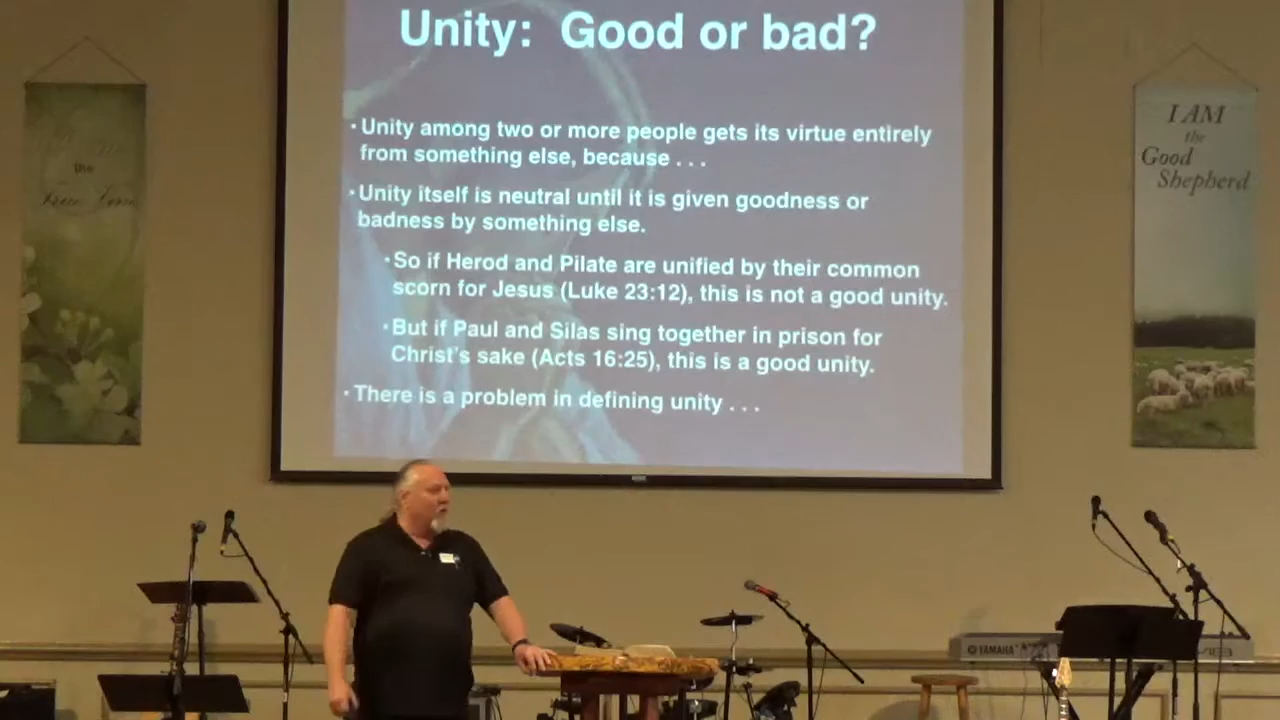 Unity: Good or bad?
· Unity among two or more people gets its virtue entirely
from something else, because . . .
· Unity itself is neutral until it is given goodness or
badness by something else.
· So if Herod and Pilate are unified by their common
scorn for Jesus (Luke 23:12), this is not a good unity.
· But if Paul and Silas sing together in prison for
Christ's sake (Acts 16:25), this is a good unity.
· There is a problem in defining unity . . .
the
I AM
the
Good
Shepherd
YAMAHA